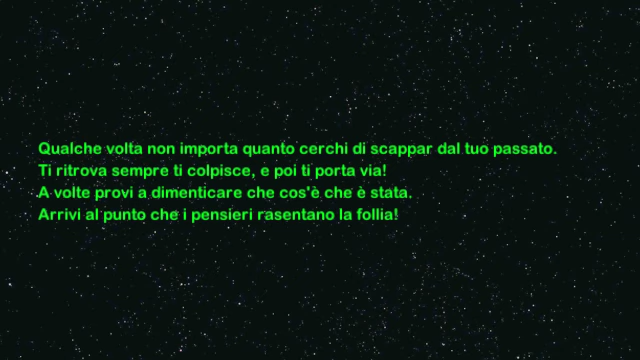 Qualche volta non importa quanto cerchi di scappar dal tuo passato.
Ti ritrova sempre ti colpisce, e poi ti porta via!
A volte provi a dimenticare che cos'è che è stata.
Arrivi al punto che i pensieri rasentano la follia!